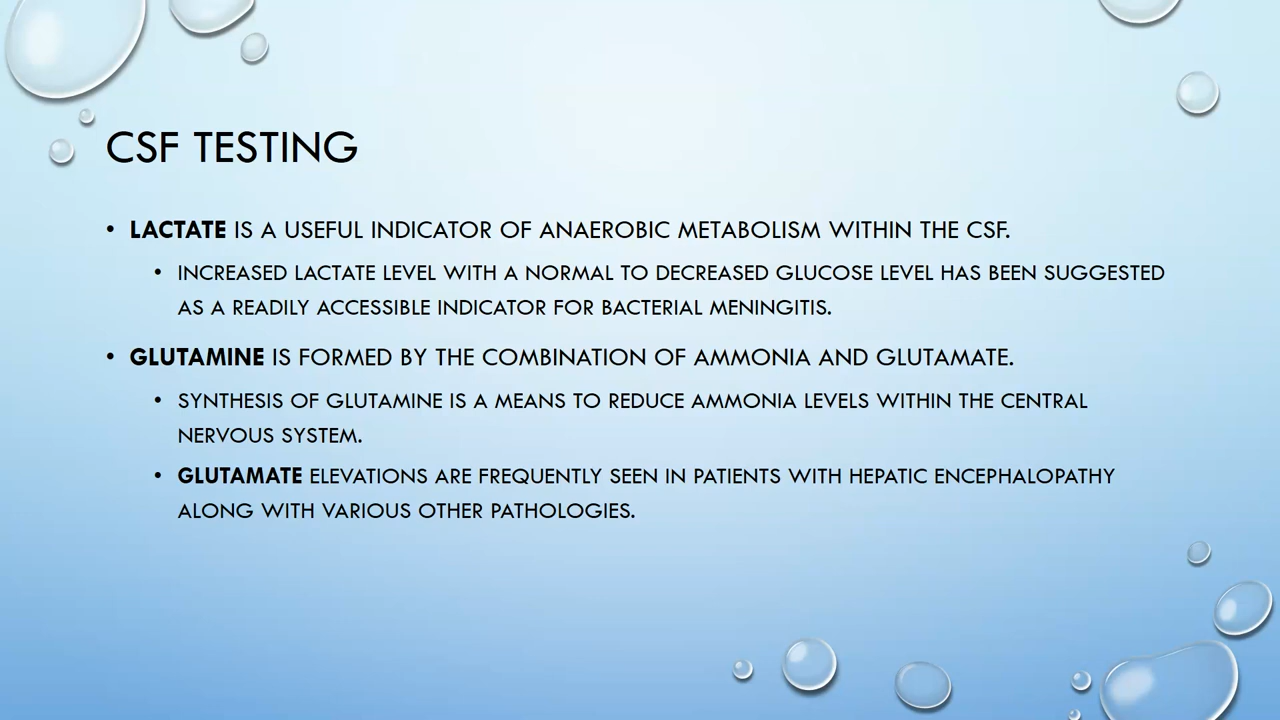 CSF TESTING
• LACTATE IS A USEFUL INDICATOR OF ANAEROBIC METABOLISM WITHIN THE CSF.
• INCREASED LACTATE LEVEL WITH A NORMAL TO DECREASED GLUCOSE LEVEL HAS BEEN SUGGESTED
AS A READILY ACCESSIBLE INDICATOR FOR BACTERIAL MENINGITIS.
• GLUTAMINE IS FORMED BY THE COMBINATION OF AMMONIA AND GLUTAMATE.
• SYNTHESIS OF GLUTAMINE IS A MEANS TO REDUCE AMMONIA LEVELS WITHIN THE CENTRAL
NERVOUS SYSTEM.
• GLUTAMATE ELEVATIONS ARE FREQUENTLY SEEN IN PATIENTS WITH HEPATIC ENCEPHALOPATHY
ALONG WITH VARIOUS OTHER PATHOLOGIES.